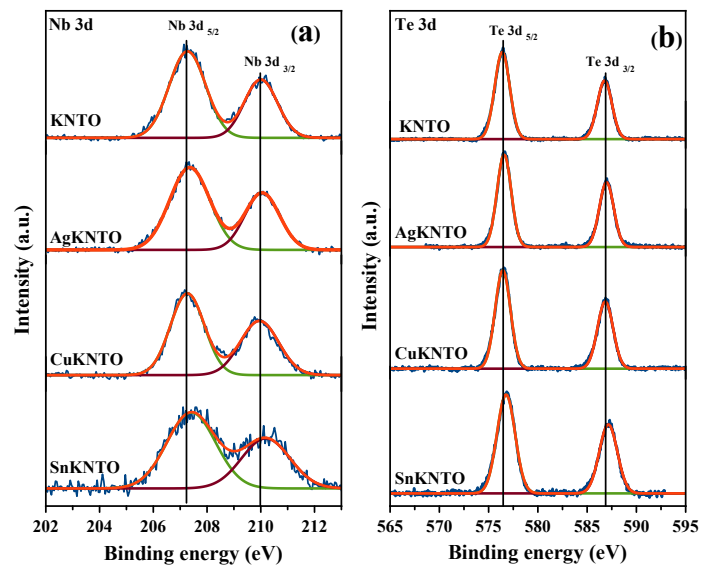 Nb 3d
Nb 3d 5/2
(a)
Nb 3d 3/2
KNTO
AgKNTO
CuKNTO
SnKNTO
Intensity (a.u.)
202 204 206 208 210 212
Binding energy (eV)
Te 3d
Te 3d 5/2
(b)
Te 3d 3/2
KNTO
AgKNTO
CuKNTO
SnKNTO
Intensity (a.u.)
565 570 575 580 585 590 595
Binding energy (eV)